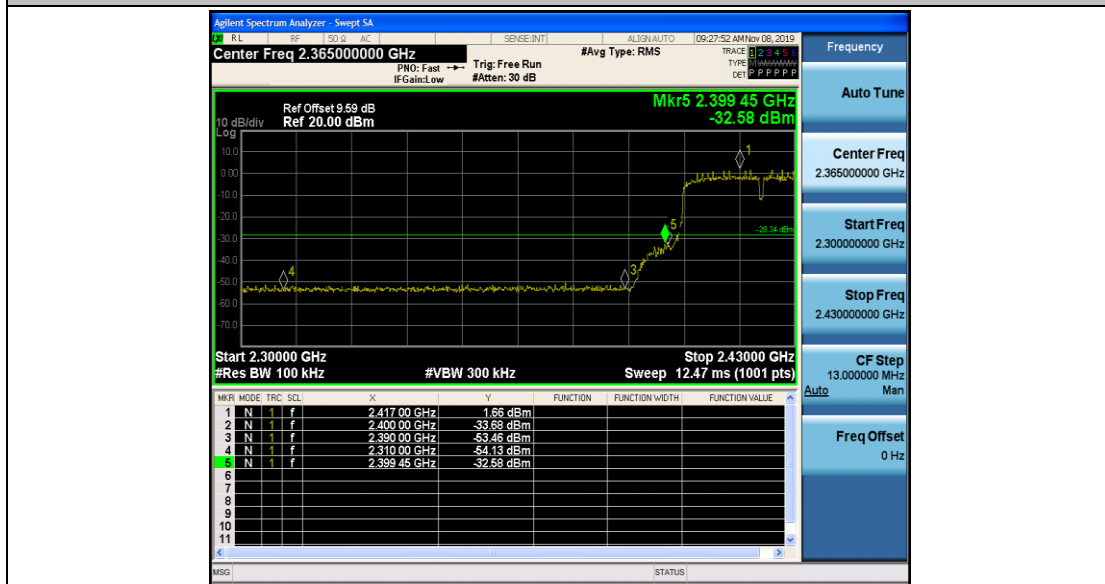 Agilent Spectrum Analyzer - Swept SA
RL RF 50 Ω AC SENSE:INT ALIGN AUTO 09:27:52 AM Nov 08, 2019
Center Freq 2.365000000 GHz #Avg Type: RMS TRACE 1 2 3 4 5 6
PNO: Fast Trig: Free Run TYPE
IFGain:Low #Atten: 30 dB DET P P P P P P
Ref Offset 9.59 dB Mkr5 2.399 45 GHz
10 dB/div Ref 20.00 dBm -32.58 dBm
Log
10.0
0.00
-10.0
-20.0
-30.0
-40.0
-50.0
-60.0
-70.0
1
5
-28.34 dBm
3
4
Start 2.30000 GHz Stop 2.43000 GHz
#Res BW 100 kHz #VBW 300 kHz Sweep 12.47 ms (1001 pts)
MKR MODE TRC SCL X Y FUNCTION FUNCTION WIDTH FUNCTION VALUE
1 N 1 f 2.417 00 GHz 1.66 dBm
2 N 1 f 2.400 00 GHz -33.68 dBm
3 N 1 f 2.390 00 GHz -53.46 dBm
4 N 1 f 2.310 00 GHz -54.13 dBm
5 N 1 f 2.399 45 GHz -32.58 dBm
6
7
8
9
10
11
MSG STATUS
Frequency
Auto Tune
Center Freq
2.365000000 GHz
Start Freq
2.300000000 GHz
Stop Freq
2.430000000 GHz
CF Step
13.000000 MHz
Auto Man
Freq Offset
0 Hz